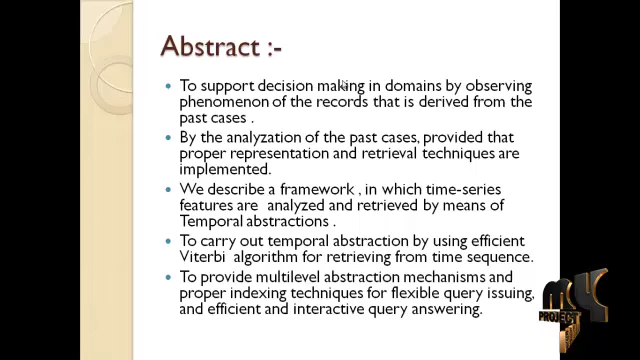 Abstract :-
• To support decision making in domains by observing
phenomenon of the records that is derived from the
past cases .
• By the analyzation of the past cases, provided that
proper representation and retrieval techniques are
implemented.
• We describe a framework , in which time-series
features are analyzed and retrieved by means of
Temporal abstractions .
• To carry out temporal abstraction by using efficient
Viterbi algorithm for retrieving from time sequence.
• To provide multilevel abstraction mechanisms and
proper indexing techniques for flexible query issuing,
and efficient and interactive query answering.
PROJECT